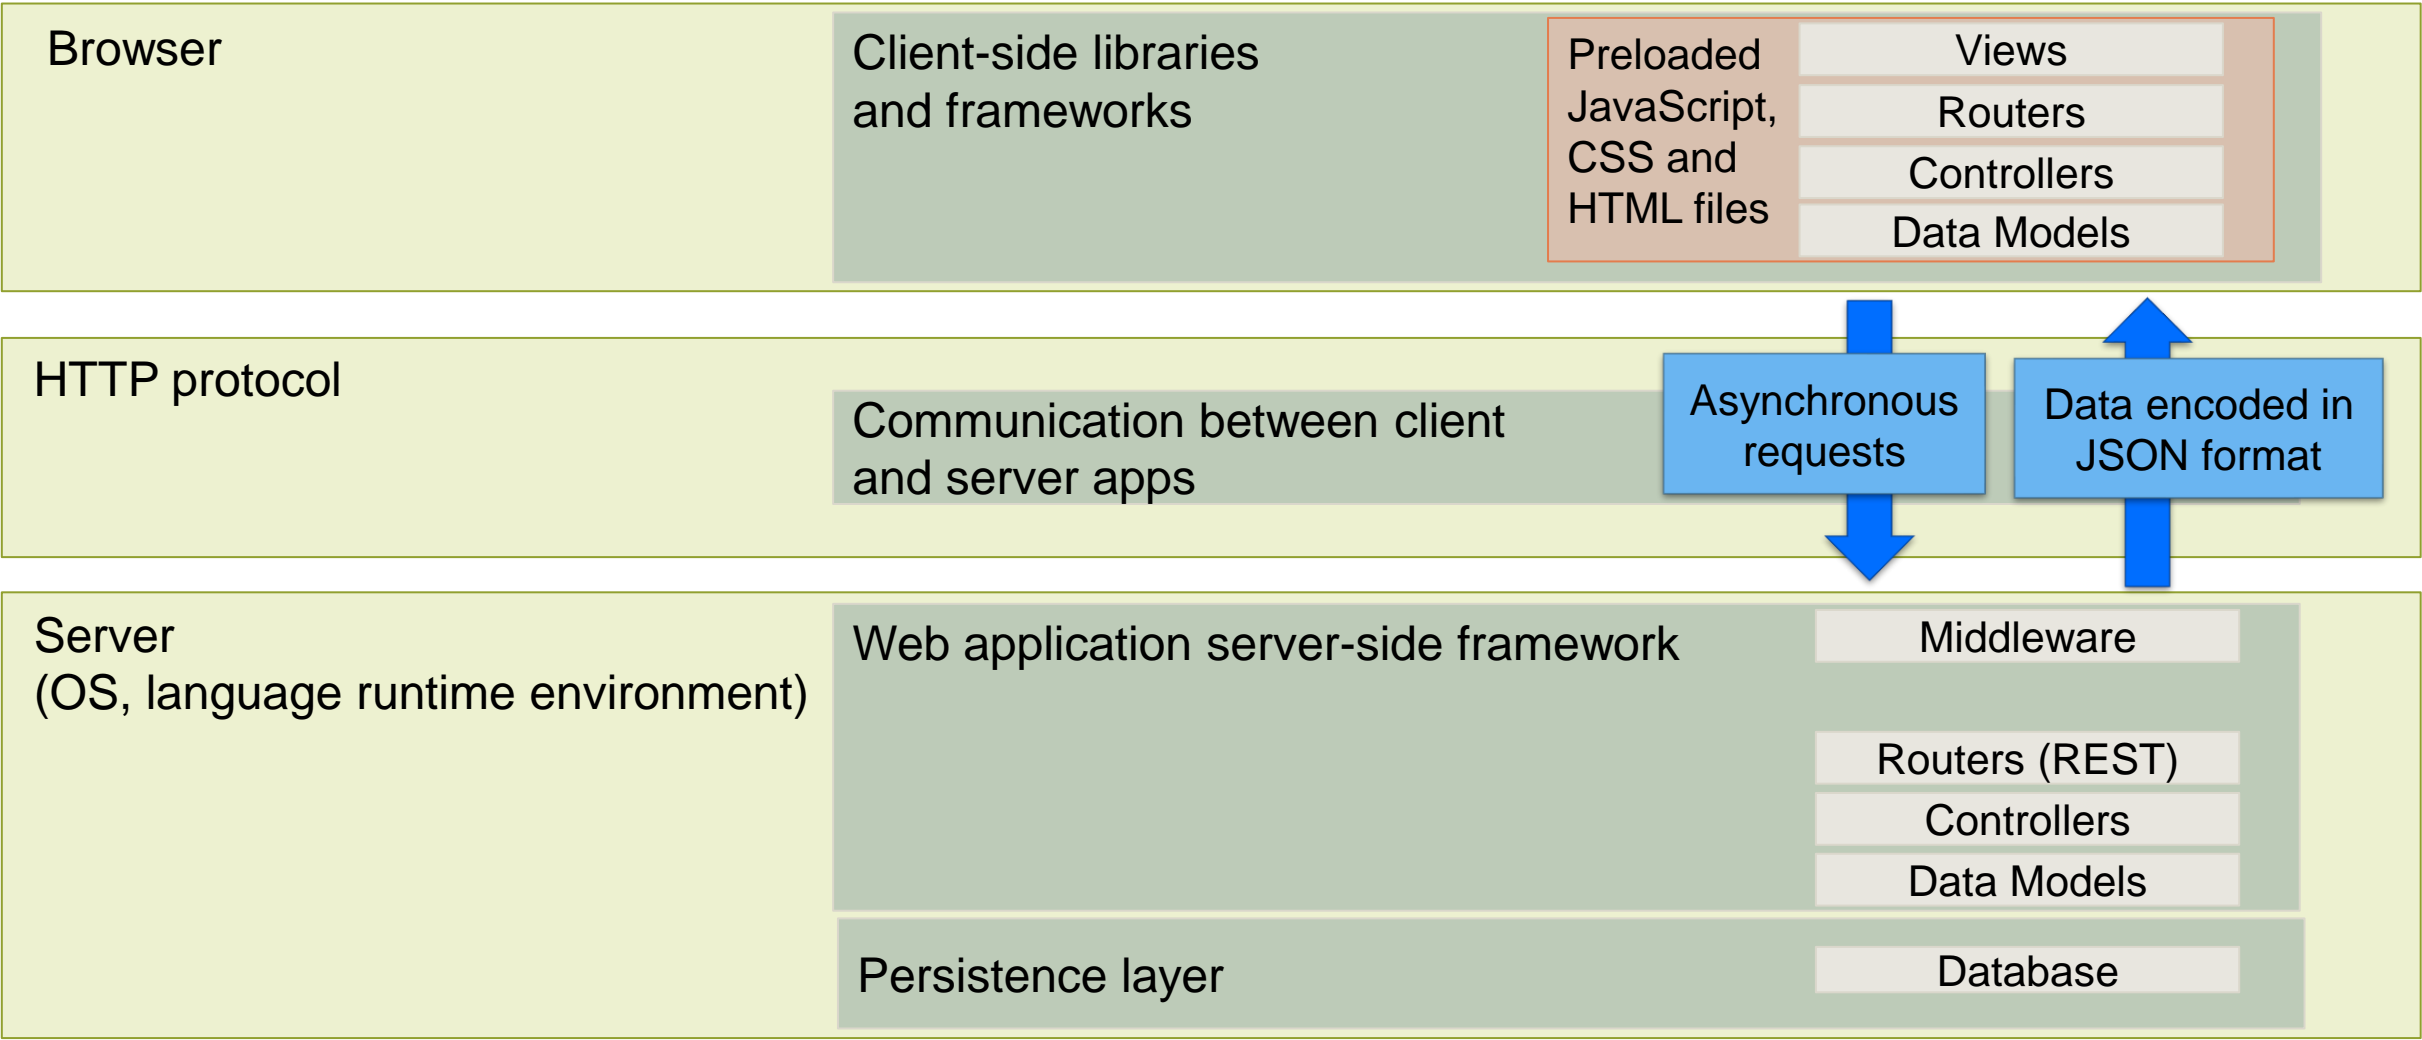 Browser
Client-side libraries
and frameworks
Preloaded
JavaScript,
CSS and
HTML files
Views
Routers
Controllers
Data Models
HTTP protocol
Communication between client
and server apps
Asynchronous
requests
Data encoded in
JSON format
Server
(OS, language runtime environment)
Web application server-side framework
Middleware
Routers (REST)
Controllers
Data Models
Persistence layer
Database